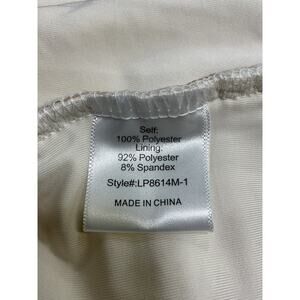 Self:
100% Polyester
Lining:
92% Polyester
8% Spandex
Style#:LP8614M-1
MADE IN CHINA